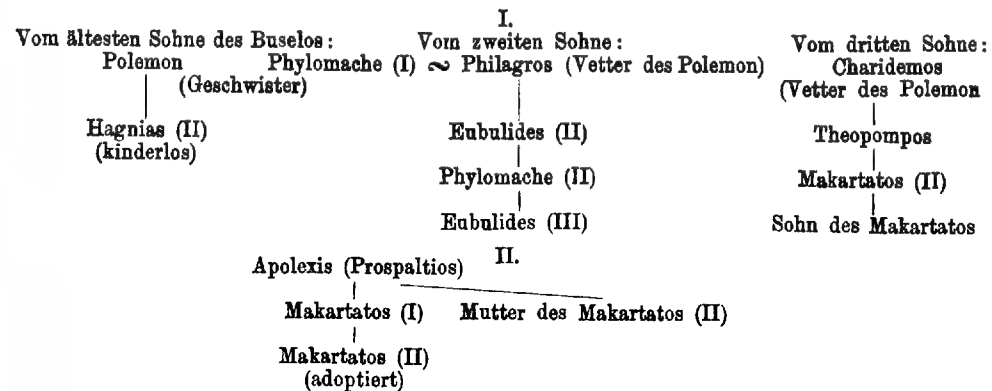 I.
Vom ältesten Sohne des Buselos: Vom zweiten Sohne: Vom dritten Sohne:
Polemon Phylomache (I) ∾ Philagros (Vetter des Polemon) Charidemos
(Geschwister) (Vetter des Polemon
Hagnias (II) Eubulides (II) Theopompos
(kinderlos)
Phylomache (II) Makartatos (II)
Eubulides (III) Sohn des Makartatos
II.
Apolexis (Prospaltios)
Makartatos (I) Mutter des Makartatos (II)
Makartatos (II)
(adoptiert)